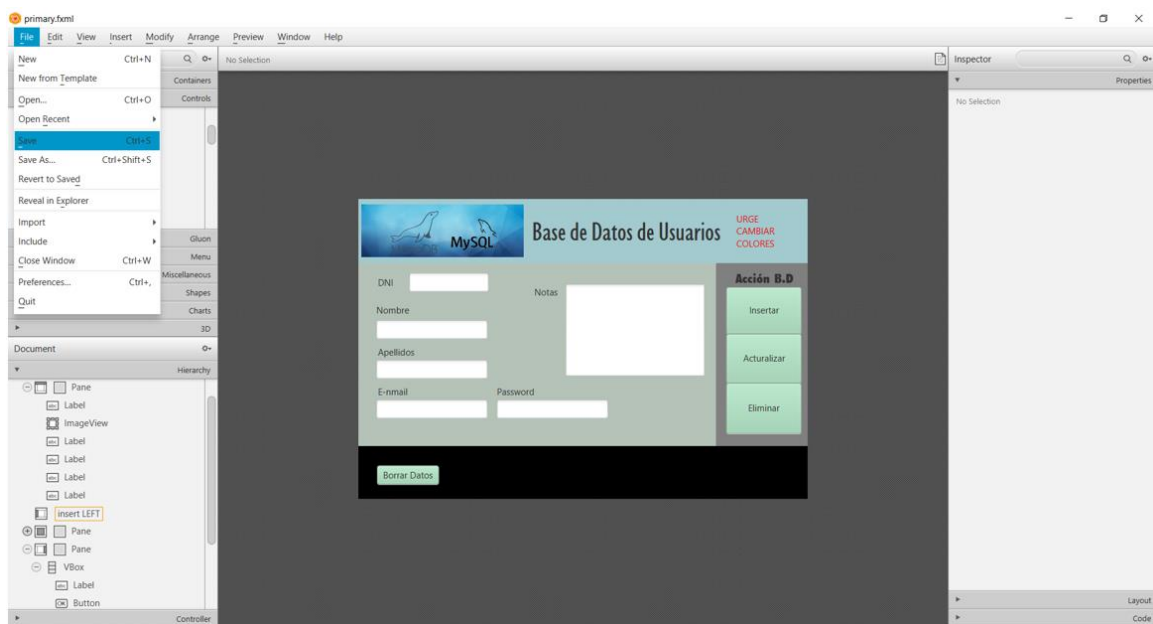 primary.fxml
File Edit View Insert Modify Arrange Preview Window Help
New Ctrl+N
New from Template
Open... Ctrl+O
Open Recent
Save Ctrl+S
Save As... Ctrl+Shift+S
Revert to Saved
Reveal in Explorer
Import
Include
Close Window Ctrl+W
Preferences... Ctrl+,
Quit
Containers
Controls
Gluon
Menu
Miscellaneous
Shapes
Charts
3D
Document
Hierarchy
Pane
Label
ImageView
Label
Label
Label
Label
insert LEFT
Pane
Pane
VBox
Label
OK Button
Controller
No Selection
MySQL
Base de Datos de Usuarios
URGE
CAMBIAR
COLORES
DNI
Nombre
Apellidos
E-nmail
Password
Notas
Acción B.D
Insertar
Acturalizar
Eliminar
Borrar Datos
Inspector
Properties
No Selection
Layout
Code